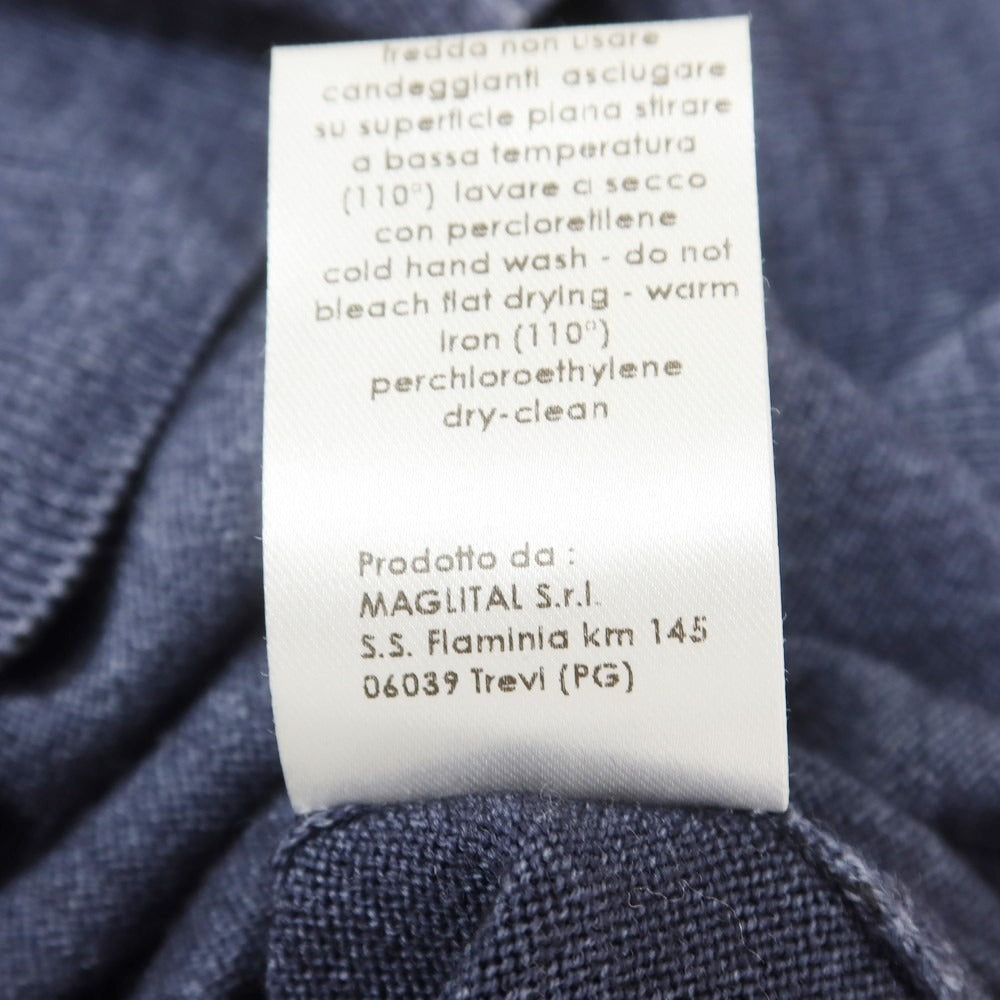 fredda non usare
candeggianti asciugare
su superficie piana stirare
a bassa temperatura
(110°) lavare a secco
con percloretilene
cold hand wash - do not
bleach flat drying - warm
iron (110°)
perchloroethylene
dry-clean
Prodotto da :
MAGLITAL S.r.l.
S.S. Flaminia km 145
06039 Trevi (PG)